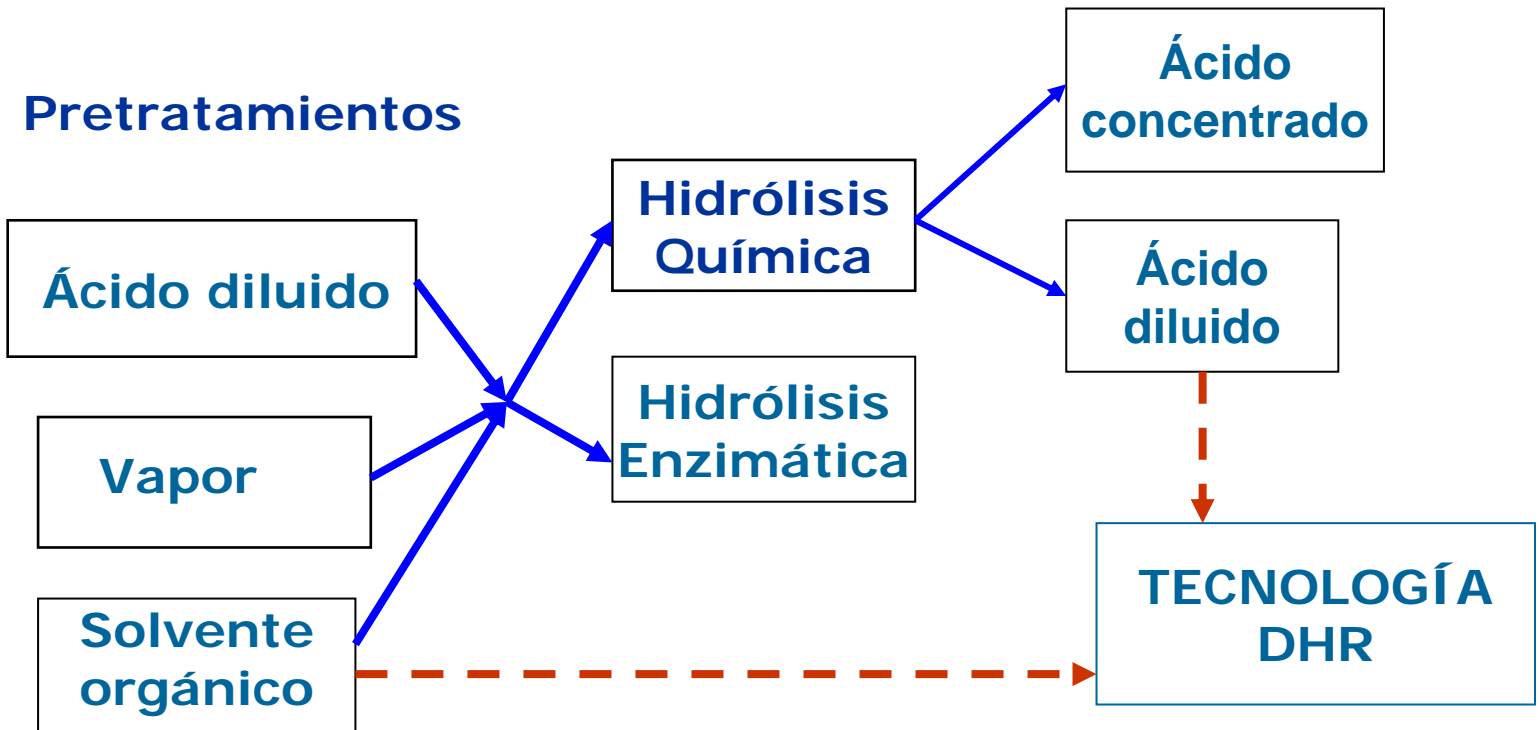 Pretratamientos
Ácido diluido
Vapor
Solvente
orgánico
Hidrólisis
Química
Hidrólisis
Enzimática
Ácido
concentrado
Ácido
diluido
TECNOLOGÍA
DHR